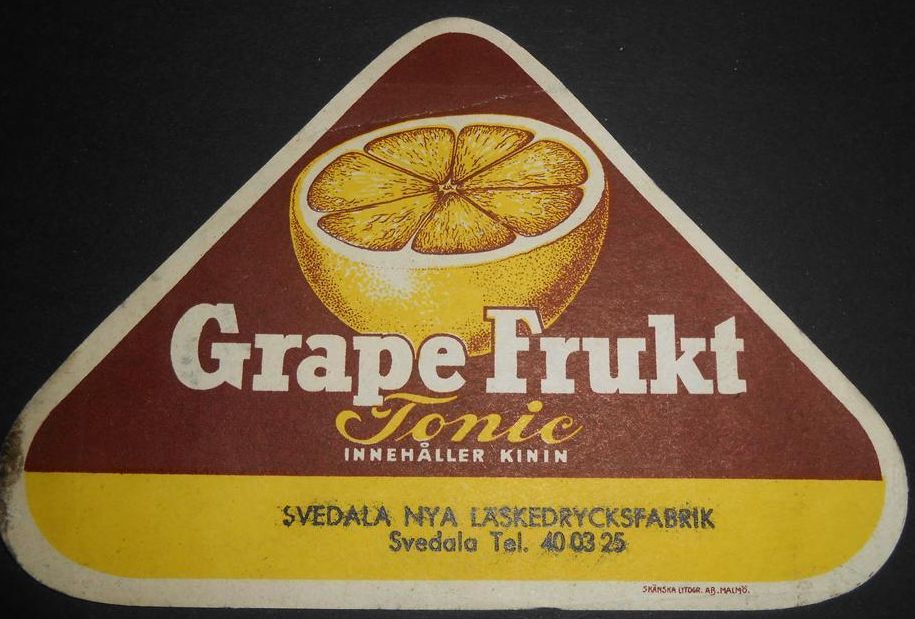 Grape Frukt
Tonic
INNEHÅLLER KININ
SVEDALA NYA LÄSKEDRYCKSFABRIK
Svedala Tel. 40 03 25
SKÅNSKA LITOGR. AB. MALMÖ.